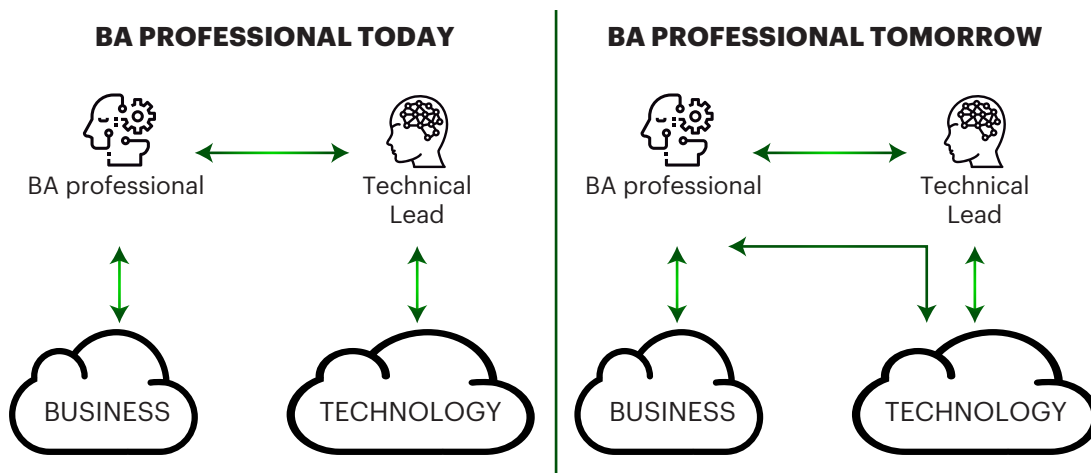 BA PROFESSIONAL TODAY
BA professional
Technical
Lead
BUSINESS
TECHNOLOGY
BA PROFESSIONAL TOMORROW
BA professional
Technical
Lead
BUSINESS
TECHNOLOGY